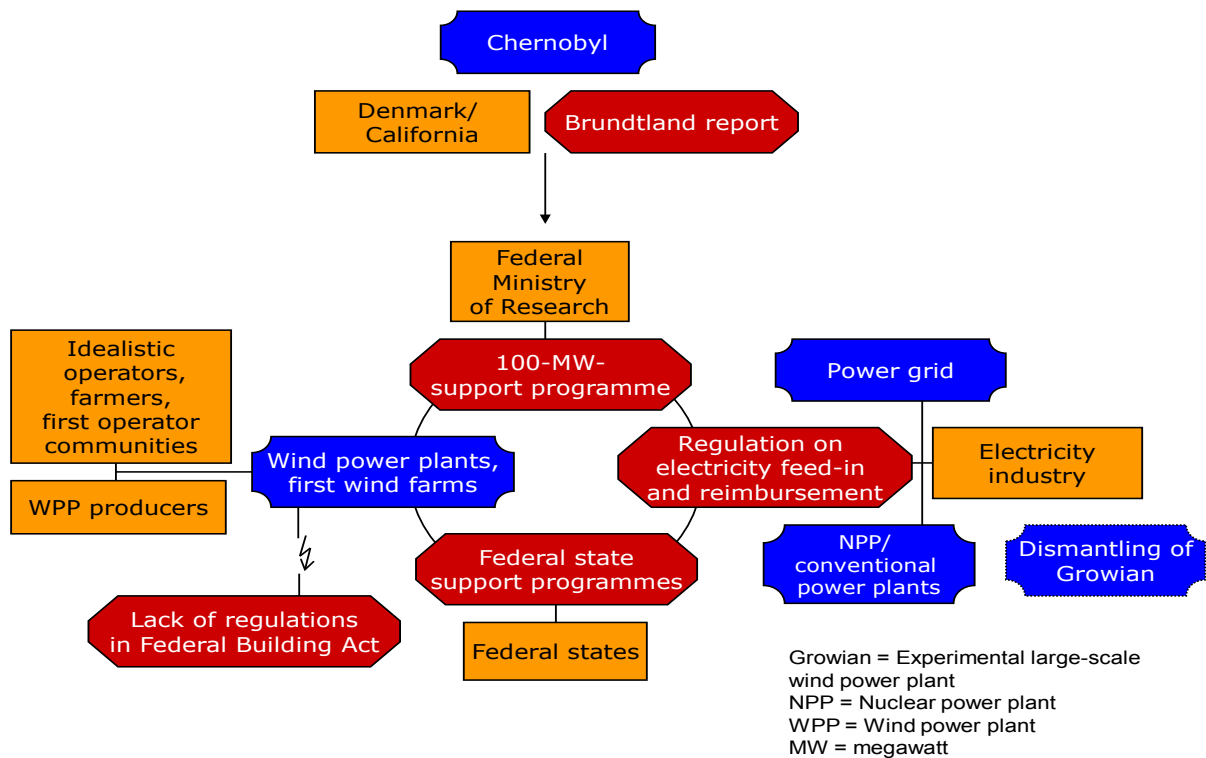 Chernobyl
Denmark/
California
Brundtland report
Federal
Ministry
of Research
Idealistic
operators,
farmers,
first operator
communities
100-MW-
support programme
Power grid
Wind power plants,
first wind farms
Regulation on
electricity feed-in
and reimbursement
Electricity
industry
WPP producers
Federal state
support programmes
NPP/
conventional
power plants
Dismantling of
Growian
Lack of regulations
in Federal Building Act
Federal states
Growian = Experimental large-scale
wind power plant
NPP = Nuclear power plant
WPP = Wind power plant
MW = megawatt